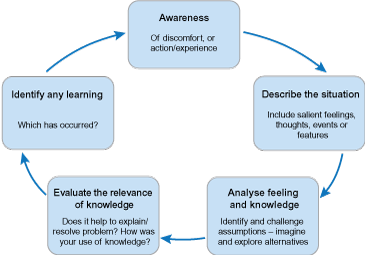 Awareness
Of discomfort, or
action/experience
Describe the situation
Include salient feelings,
thoughts, events or
features
Analyse feeling
and knowledge
Identify and challenge
assumptions – imagine
and explore alternatives
Evaluate the relevance
of knowledge
Does it help to explain/
resolve problem? How was
your use of knowledge?
Identify any learning
Which has occurred?